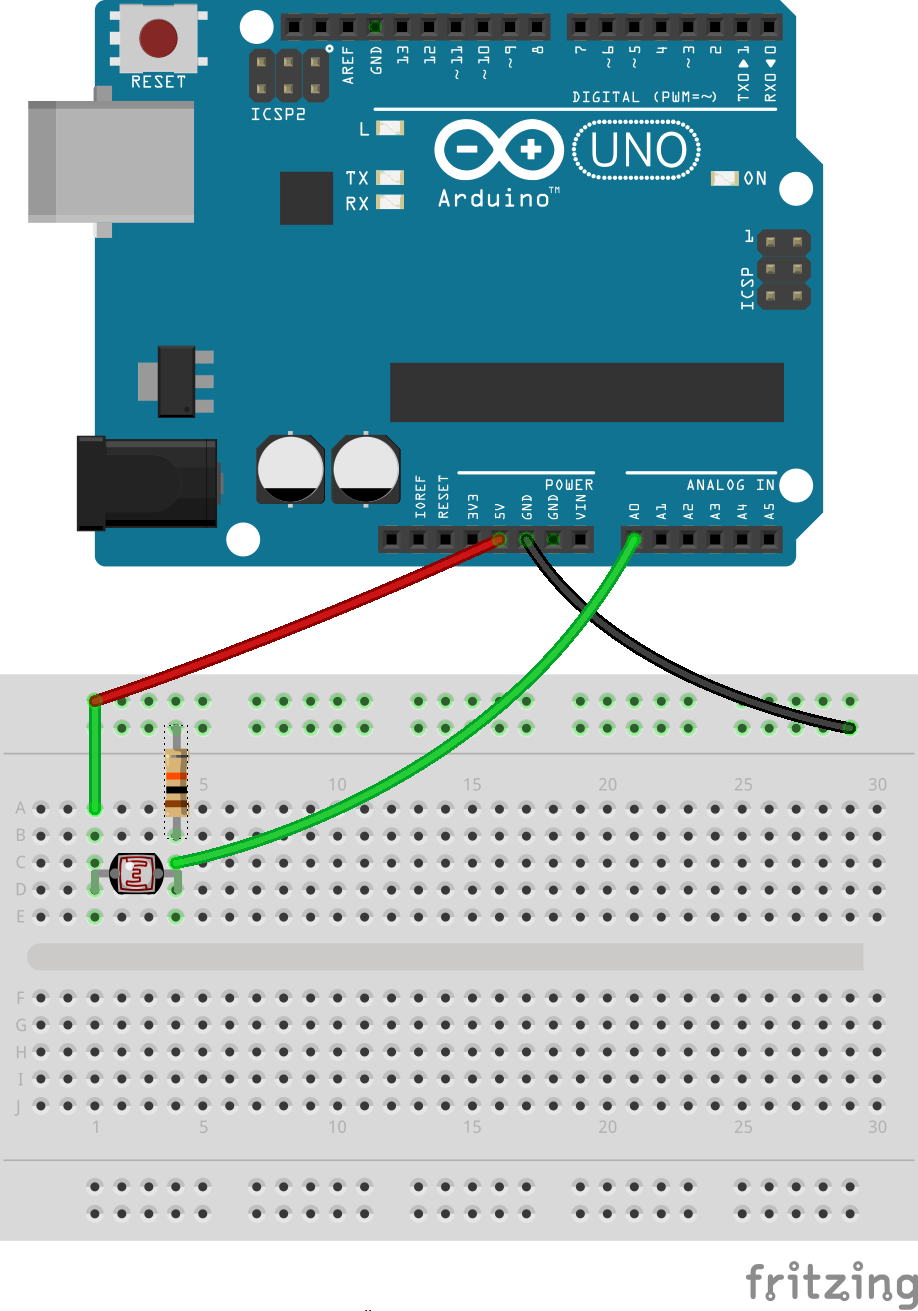 RESET
ICSP2
AREF
GND
13
12
~11
~10
~9
8
7
~6
~5
4
~3
2
TX0▶1
RX0◀0
DIGITAL (PWM=~)
L
TX
RX
Arduino™
UNO
ON
1
ICSP
IOREF
RESET
3V3
5V
GND
GND
VIN
POWER
A0
A1
A2
A3
A4
A5
ANALOG IN
5
10
15
20
25
30
A
B
C
D
E
F
G
H
I
J
1
5
10
15
20
25
30
fritzing